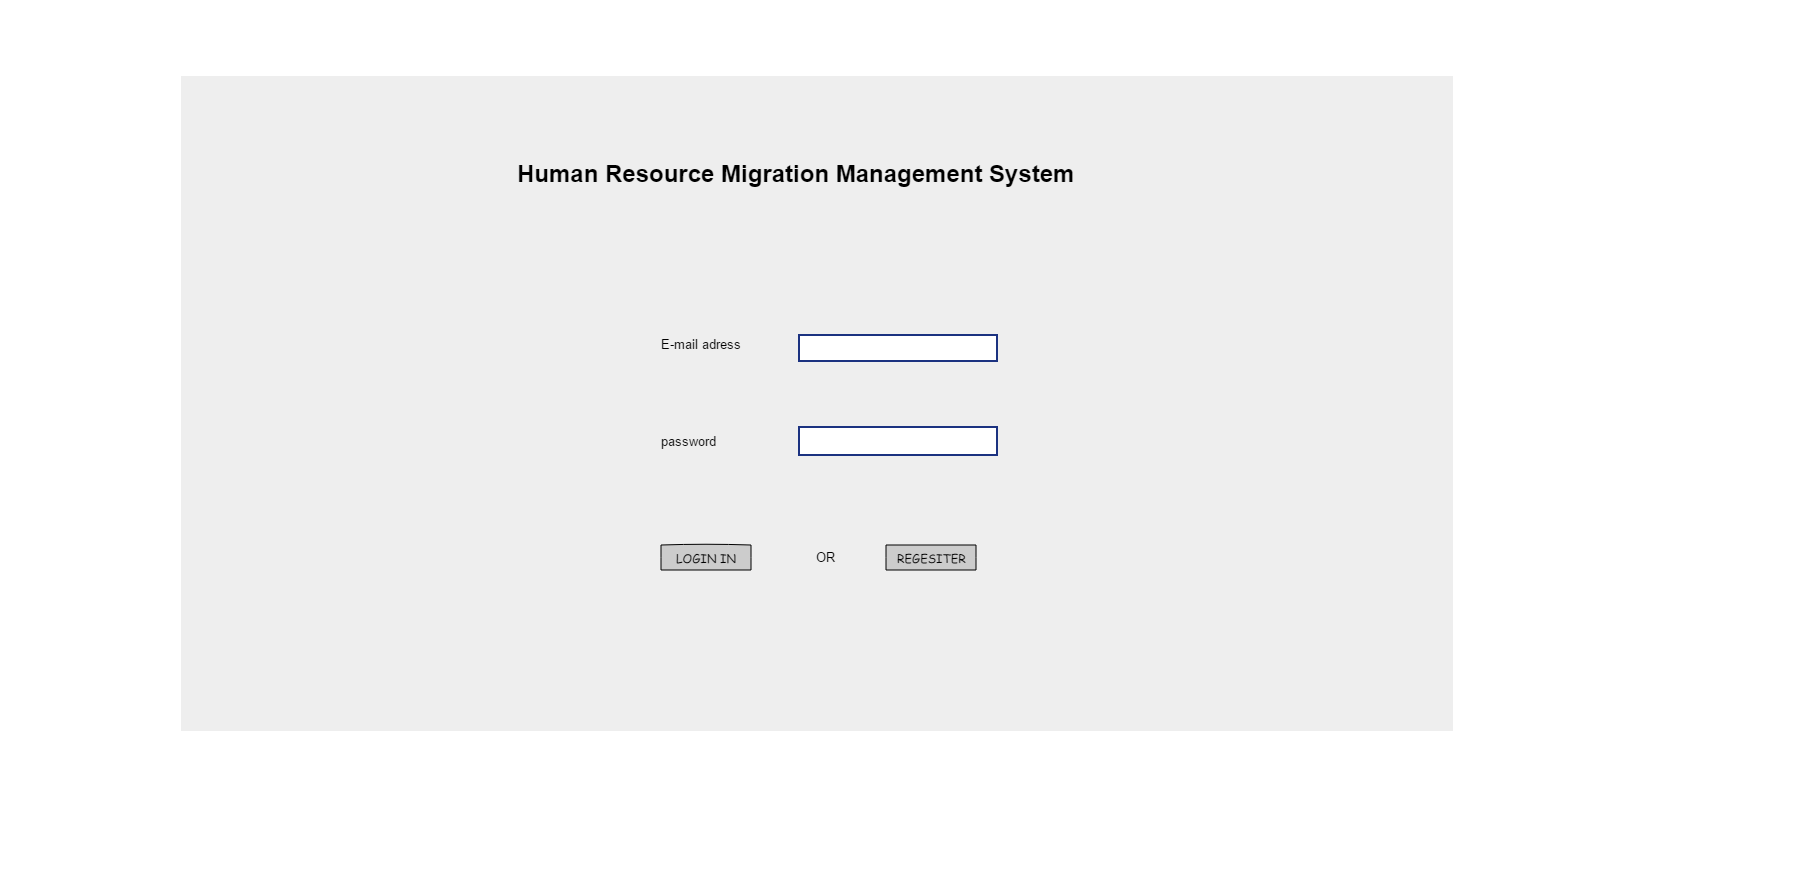 Human Resource Migration Management System
E-mail adress
password
LOGIN IN OR REGESITER